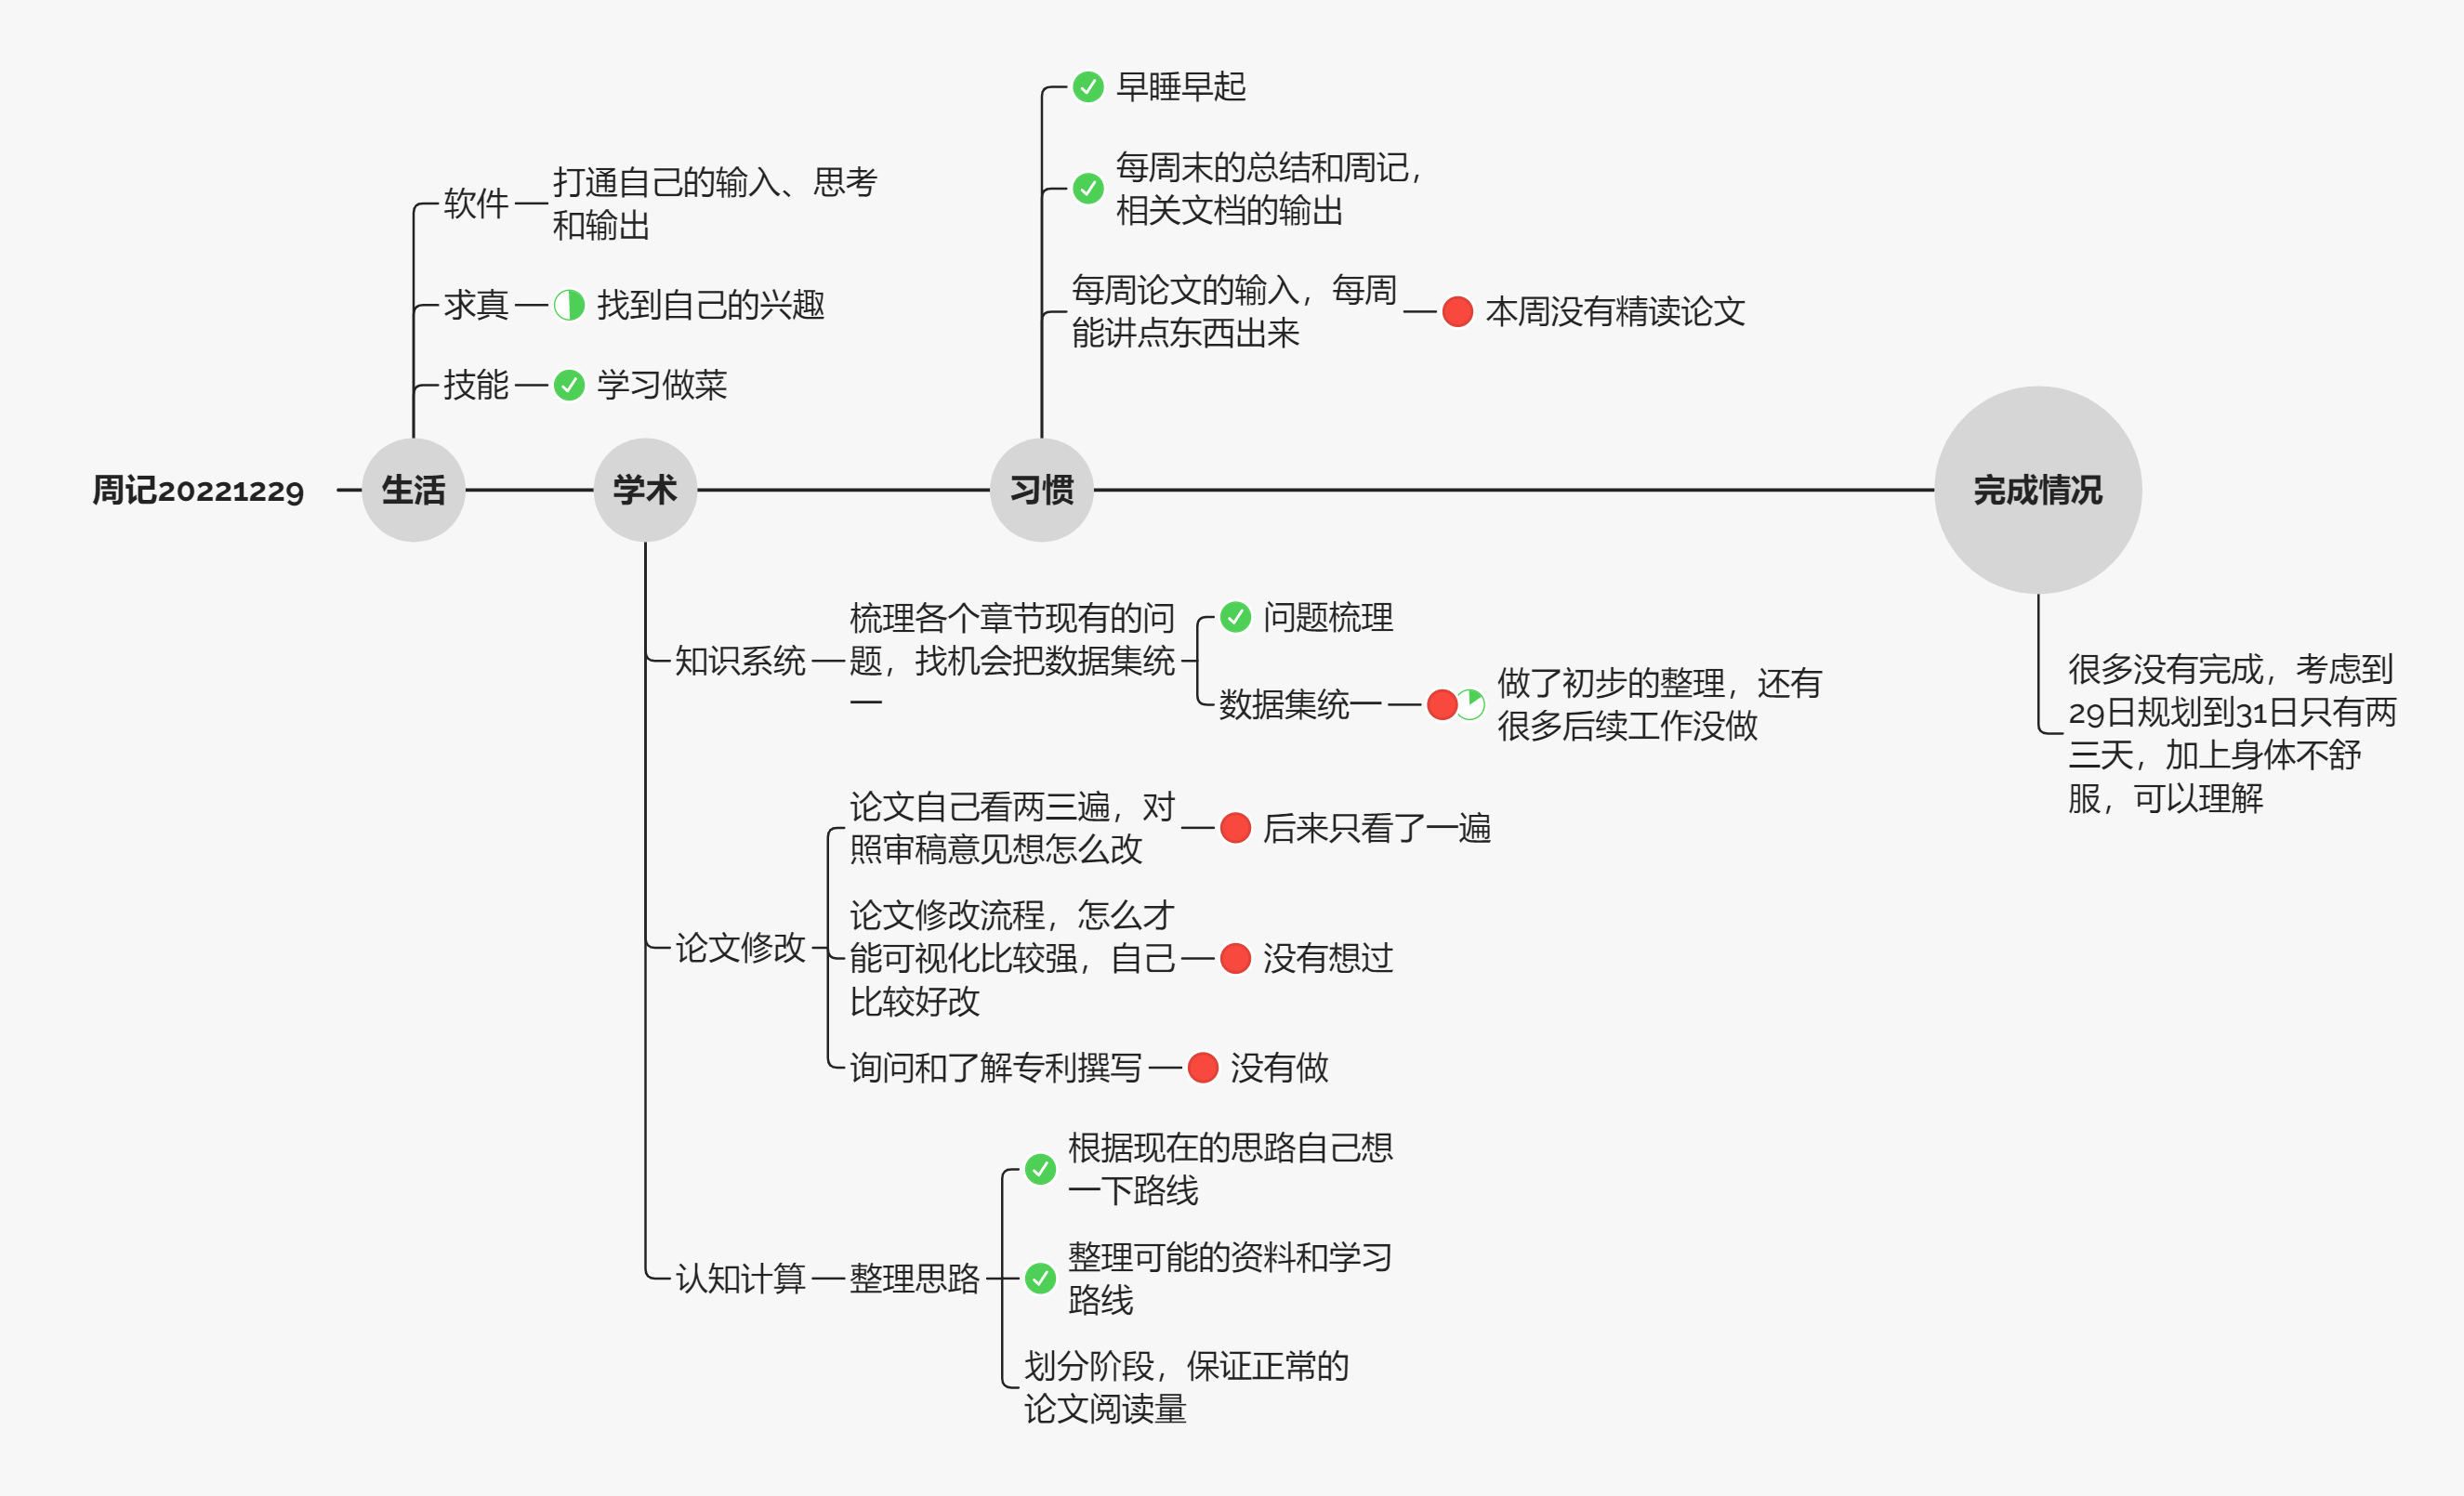 周记20221229
生活
软件
打通自己的输入、思考
和输出
求真
找到自己的兴趣
技能
学习做菜
学术
知识系统
梳理各个章节现有的问
题，找机会把数据集统
一
问题梳理
数据集统一
做了初步的整理，还有
很多后续工作没做
论文修改
论文自己看两三遍，对
照审稿意见想怎么改
后来只看了一遍
论文修改流程，怎么才
能可视化比较强，自己
比较好改
没有想过
询问和了解专利撰写
没有做
认知计算
整理思路
根据现在的思路自己想
一下路线
整理可能的资料和学习
路线
划分阶段，保证正常的
论文阅读量
习惯
早睡早起
每周末的总结和周记，
相关文档的输出
每周论文的输入，每周
能讲点东西出来
本周没有精读论文
完成情况
很多没有完成，考虑到
29日规划到31日只有两
三天，加上身体不舒
服，可以理解